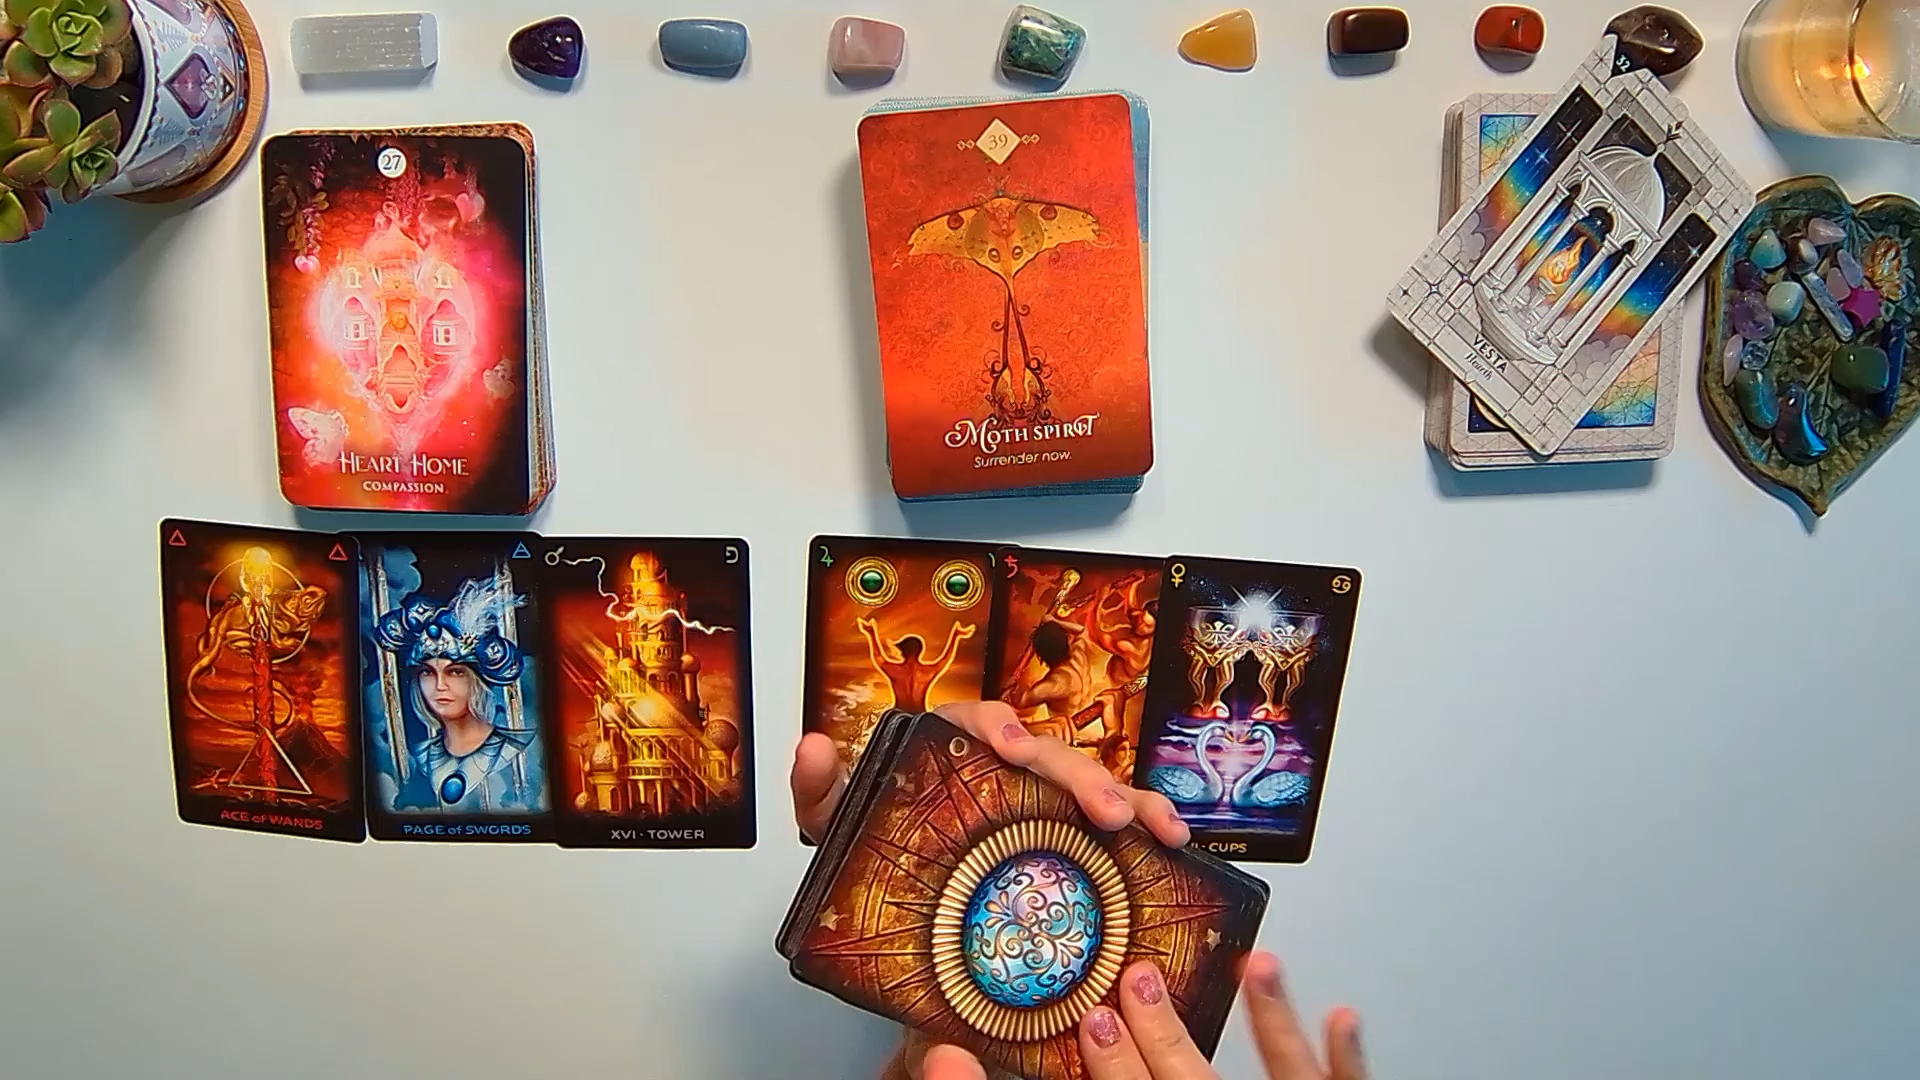 27
HEART HOME
COMPASSION
39
MOTH SPIRIT
Surrender now.
32
VESTA
Hearth
ACE of WANDS
PAGE of SWORDS
XVI · TOWER
CUPS